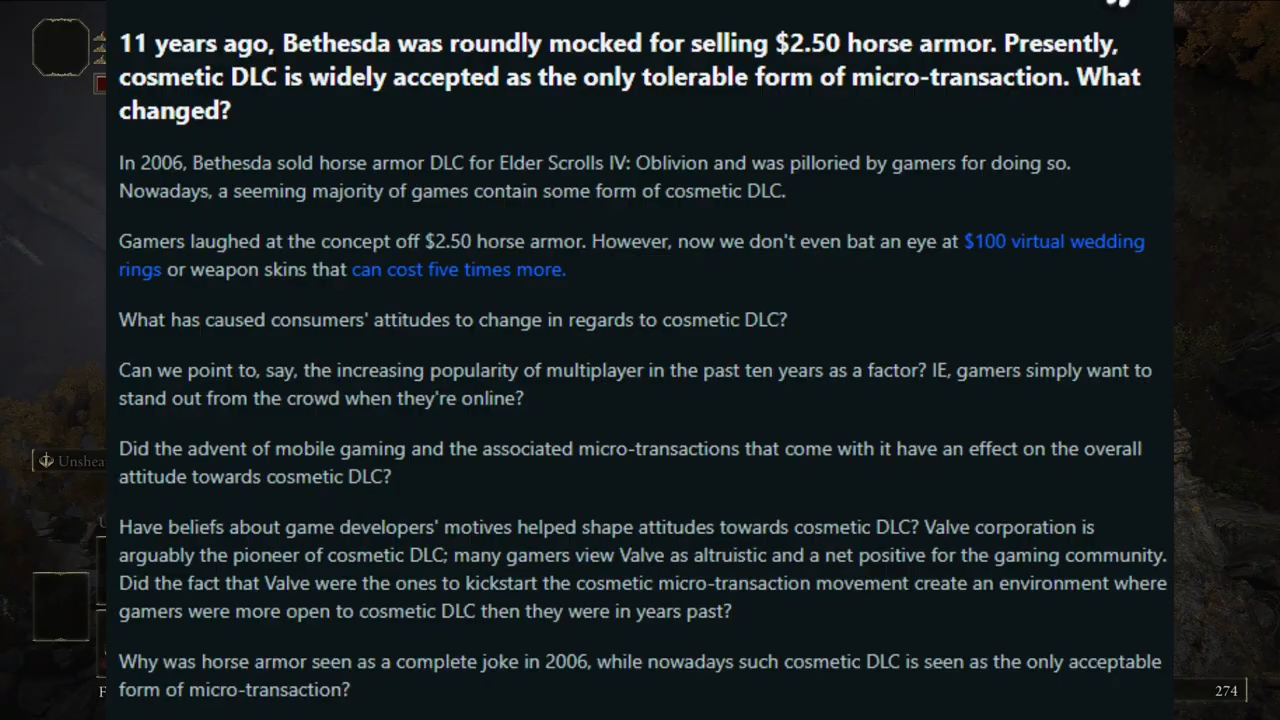 ”
11 years ago, Bethesda was roundly mocked for selling $2.50 horse armor. Presently,
cosmetic DLC is widely accepted as the only tolerable form of micro-transaction. What
changed?
In 2006, Bethesda sold horse armor DLC for Elder Scrolls IV: Oblivion and was pilloried by gamers for doing so.
Nowadays, a seeming majority of games contain some form of cosmetic DLC.
Gamers laughed at the concept off $2.50 horse armor. However, now we don't even bat an eye at $100 virtual wedding
rings or weapon skins that can cost five times more.
What has caused consumers' attitudes to change in regards to cosmetic DLC?
Can we point to, say, the increasing popularity of multiplayer in the past ten years as a factor? IE, gamers simply want to
stand out from the crowd when they're online?
Did the advent of mobile gaming and the associated micro-transactions that come with it have an effect on the overall
attitude towards cosmetic DLC?
Unshea
Have beliefs about game developers' motives helped shape attitudes towards cosmetic DLC? Valve corporation is
arguably the pioneer of cosmetic DLC; many gamers view Valve as altruistic and a net positive for the gaming community.
Did the fact that Valve were the ones to kickstart the cosmetic micro-transaction movement create an environment where
gamers were more open to cosmetic DLC then they were in years past?
Why was horse armor seen as a complete joke in 2006, while nowadays such cosmetic DLC is seen as the only acceptable
form of micro-transaction?
F
274